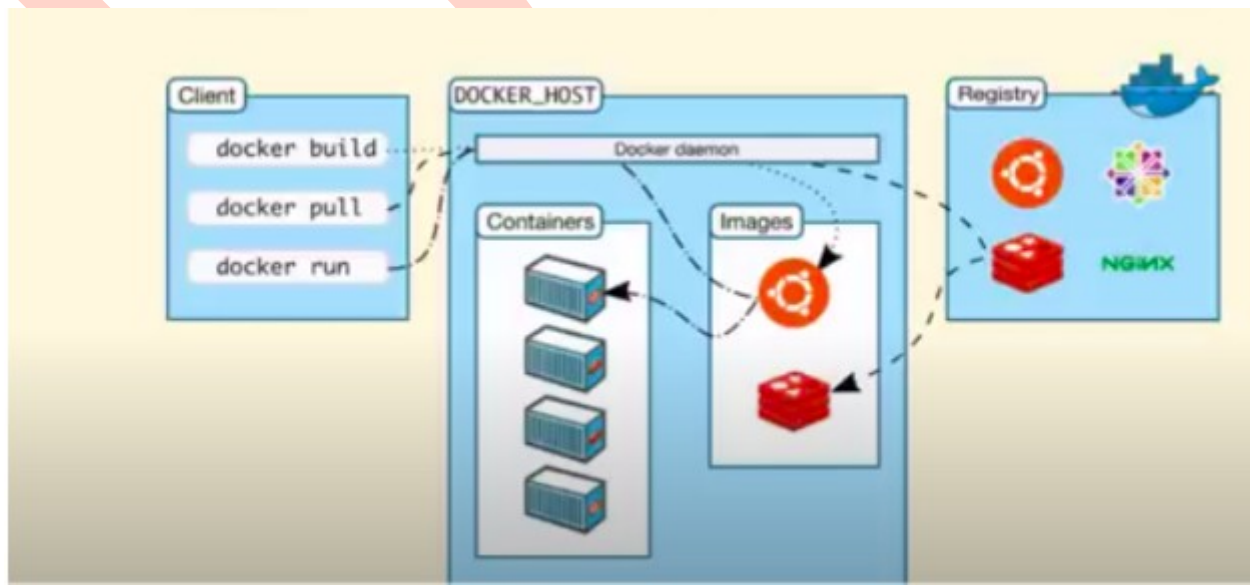 Client
docker build
docker pull
docker run
DOCKER_HOST
Docker daemon
Containers
Images
Registry
NGiNX